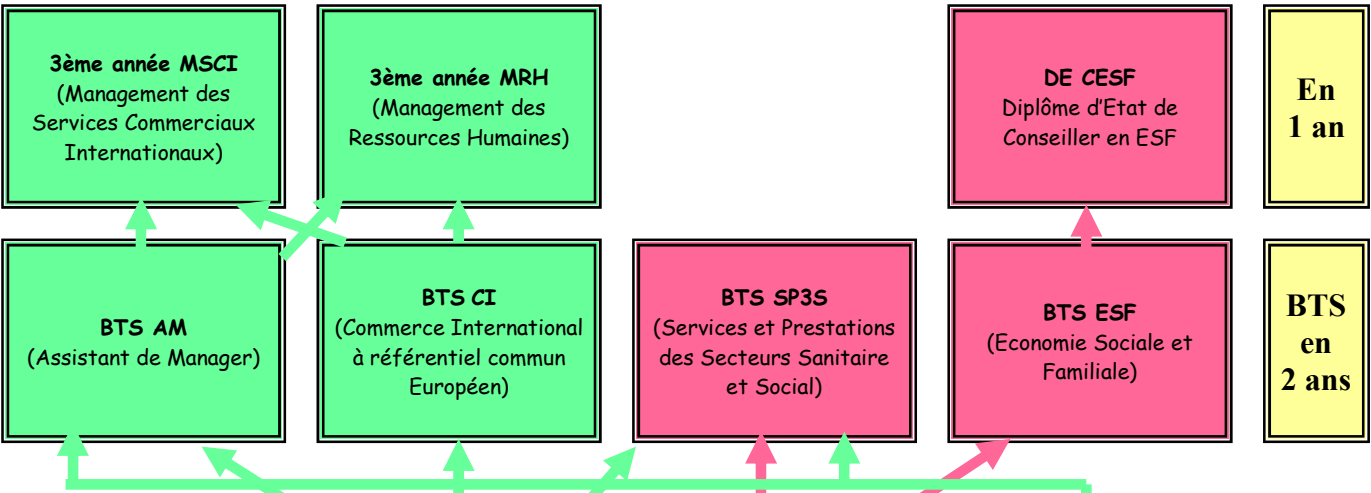 3ème année MSCI
(Management des
Services Commerciaux
Internationaux)
3ème année MRH
(Management des
Ressources Humaines)
DE CESF
Diplôme d'Etat de
Conseiller en ESF
En
1 an
BTS AM
(Assistant de Manager)
BTS CI
(Commerce International
à référentiel commun
Européen)
BTS SP3S
(Services et Prestations
des Secteurs Sanitaire
et Social)
BTS ESF
(Economie Sociale et
Familiale)
BTS
en
2 ans